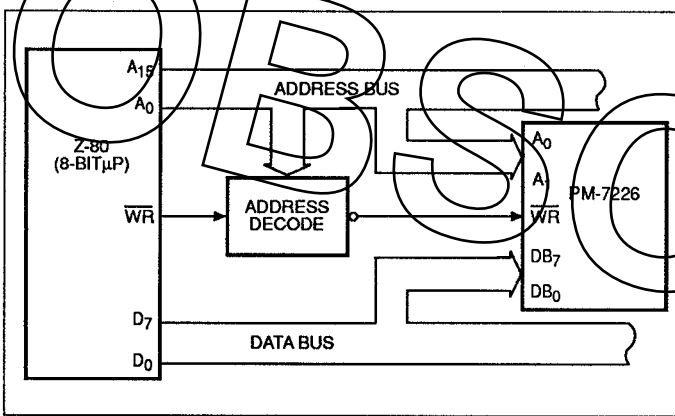 OBSO
A15
A0
ADDRESS BUS
Z-80
(8-BITμP)
WR
ADDRESS
DECODE
D7
D0
DATA BUS
A0
A1
PM-7226
WR
DB7
DB0